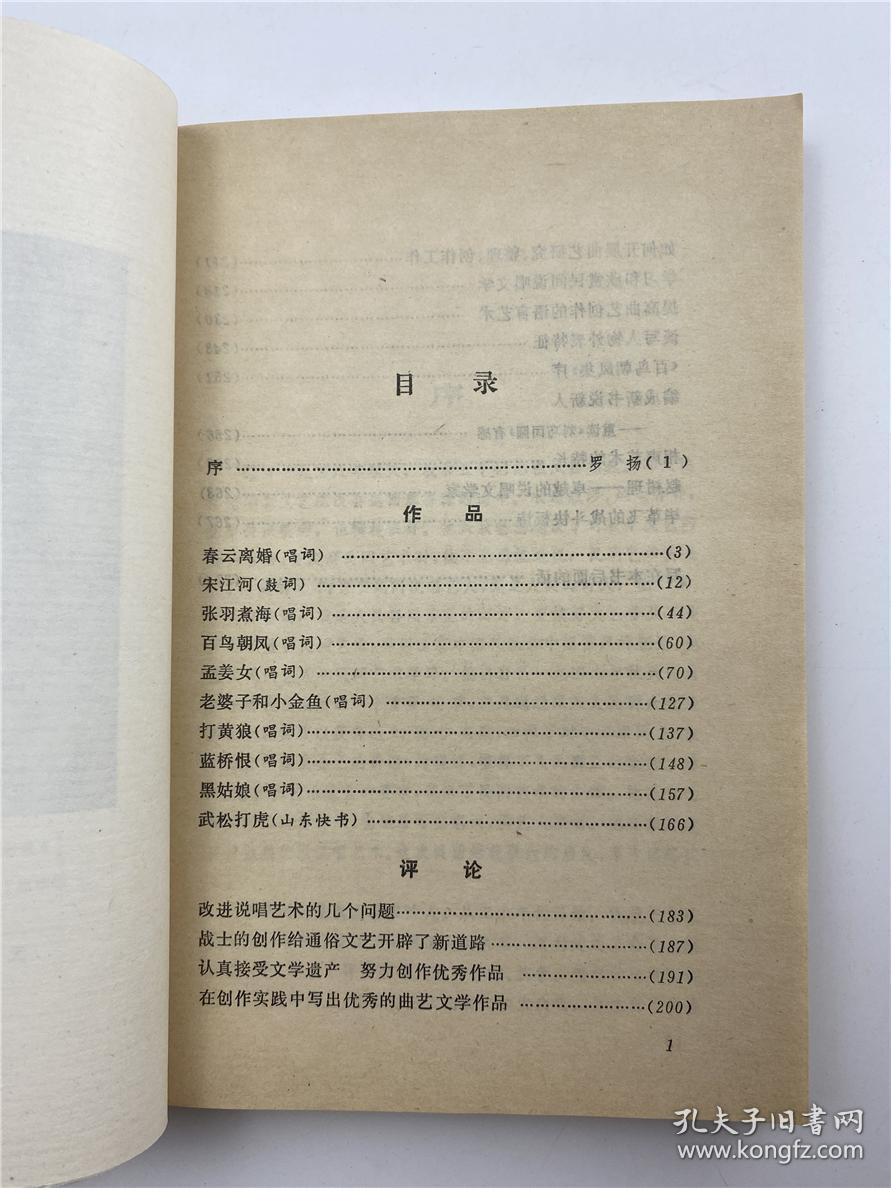 目 录
序 …………………………………………… 罗 扬(1)
作 品
春云离婚(唱词) ……………………………………(3)
宋江河(鼓词) ……………………………………(12)
张羽煮海(唱词) ……………………………………(44)
百鸟朝凤(唱词) ……………………………………(60)
孟姜女(唱词) ……………………………………(70)
老婆子和小金鱼(唱词) ……………………………(127)
打黄狼(唱词)……………………………………(137)
蓝桥恨(唱词)……………………………………(148)
黑姑娘(唱词)……………………………………(157)
武松打虎(山东快书) ……………………………(166)
评 论
改进说唱艺术的几个问题……………………………(183)
战士的创作给通俗文艺开辟了新道路……………………(187)
认真接受文学遗产 努力创作优秀作品 …………………(191)
在创作实践中写出优秀的曲艺文学作品 …………………(200)
1
孔夫子旧书网
www.kongfz.com